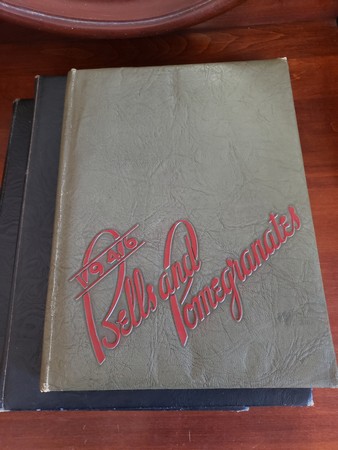 1946
Bells and
Pomegranates